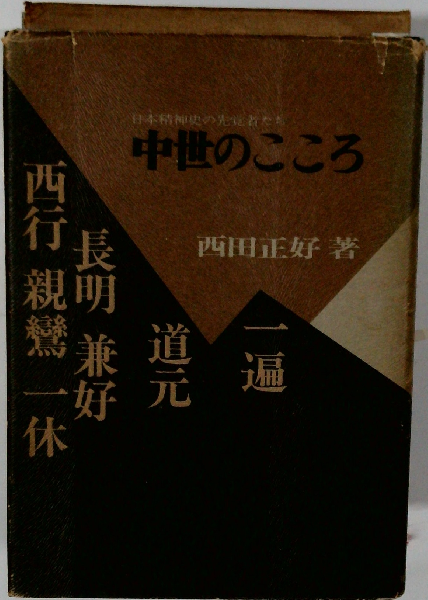 日本精神史の先覚者たち
中世のこころ
西田正好 著
一遍
道元
長明 兼好
西行 親鸞 一休